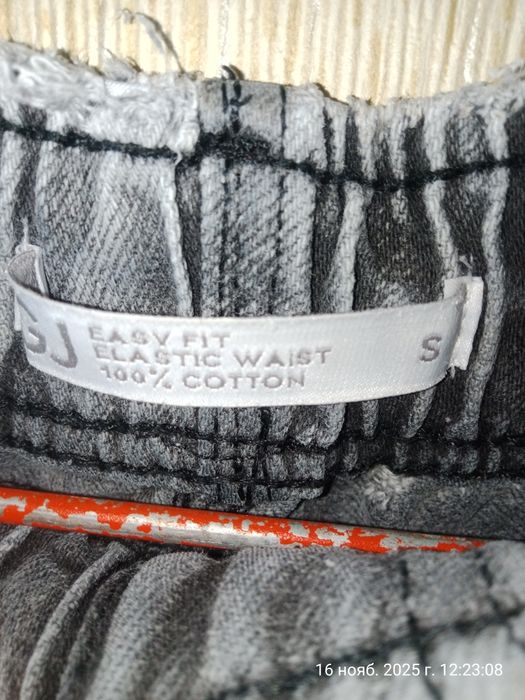 GJ
EASY FIT
ELASTIC WAIST
100% COTTON
S
16 нояб. 2025 г. 12:23:08